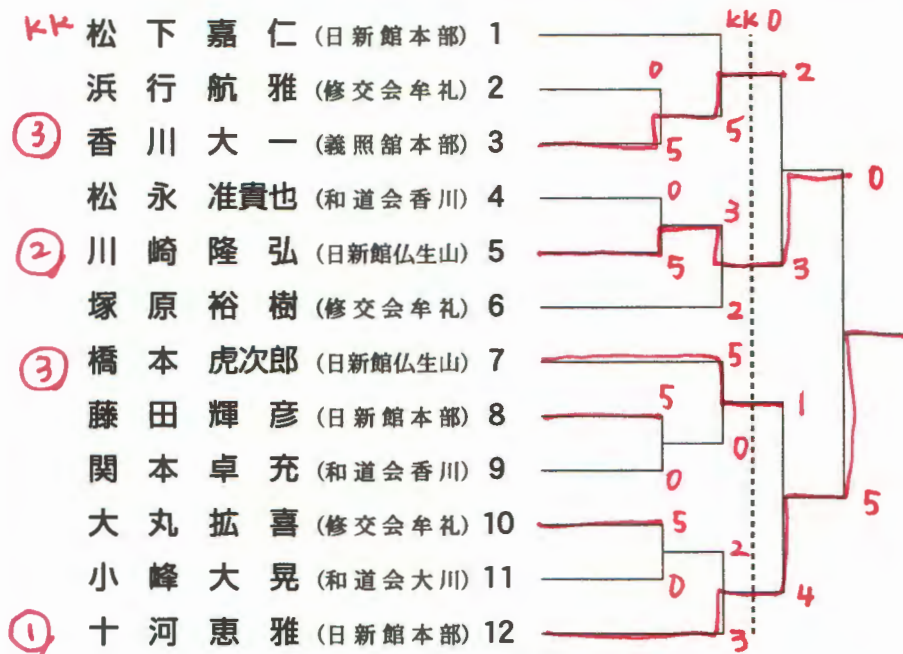 KK 松下嘉仁 (日新館本部) 1 KK 0
浜行航雅 (修交会牟礼) 2 0 2
③ 香川大一 (義照舘本部) 3 5 5
松永准貴也 (和道会香川) 4 0 3 0
② 川崎隆弘 (日新館仏生山) 5 5 3
塚原裕樹 (修交会牟礼) 6 2
③ 橋本虎次郎 (日新館仏生山) 7 5
藤田輝彦 (日新館本部) 8 5 0 1
関本卓充 (和道会香川) 9 0
大丸拡喜 (修交会牟礼) 10 5 2 5
小峰大晃 (和道会大川) 11 0 4
① 十河恵雅 (日新館本部) 12 3